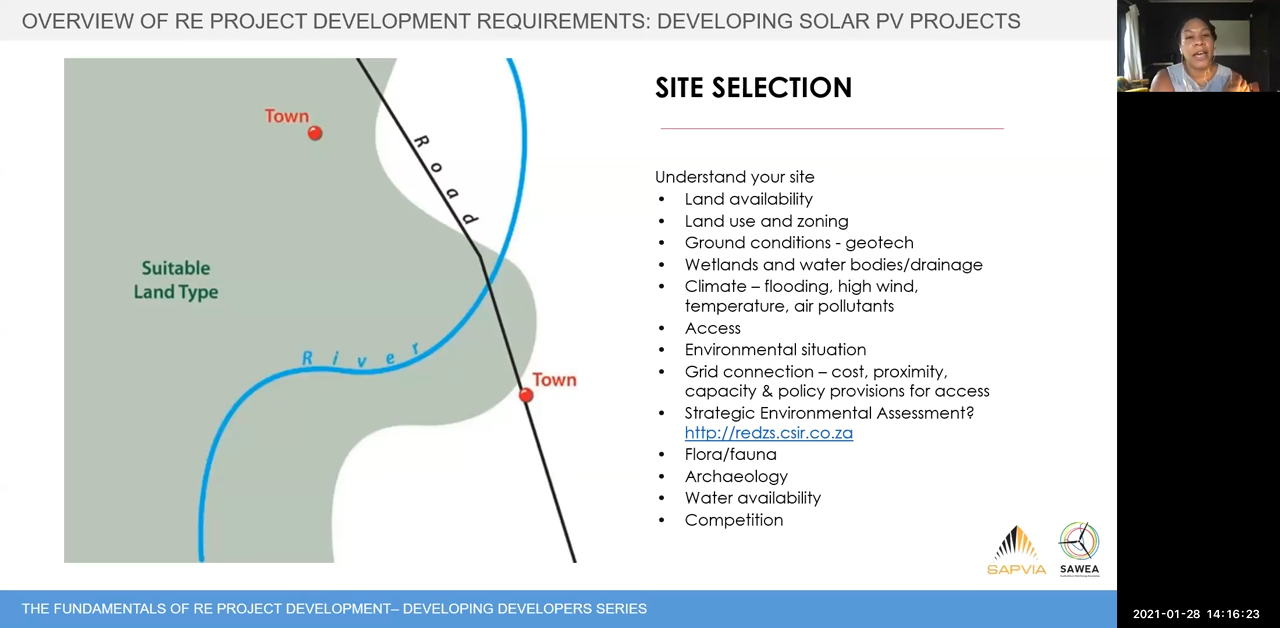 OVERVIEW OF RE PROJECT DEVELOPMENT REQUIREMENTS: DEVELOPING SOLAR PV PROJECTS
Town
Road
Suitable
Land Type
River
Town
SITE SELECTION
Understand your site
• Land availability
• Land use and zoning
• Ground conditions - geotech
• Wetlands and water bodies/drainage
• Climate – flooding, high wind,
temperature, air pollutants
• Access
• Environmental situation
• Grid connection – cost, proximity,
capacity & policy provisions for access
• Strategic Environmental Assessment?
http://redzs.csir.co.za
• Flora/fauna
• Archaeology
• Water availability
• Competition
SAPVIA
SAWEA
THE FUNDAMENTALS OF RE PROJECT DEVELOPMENT– DEVELOPING DEVELOPERS SERIES
2021-01-28 14:16:23